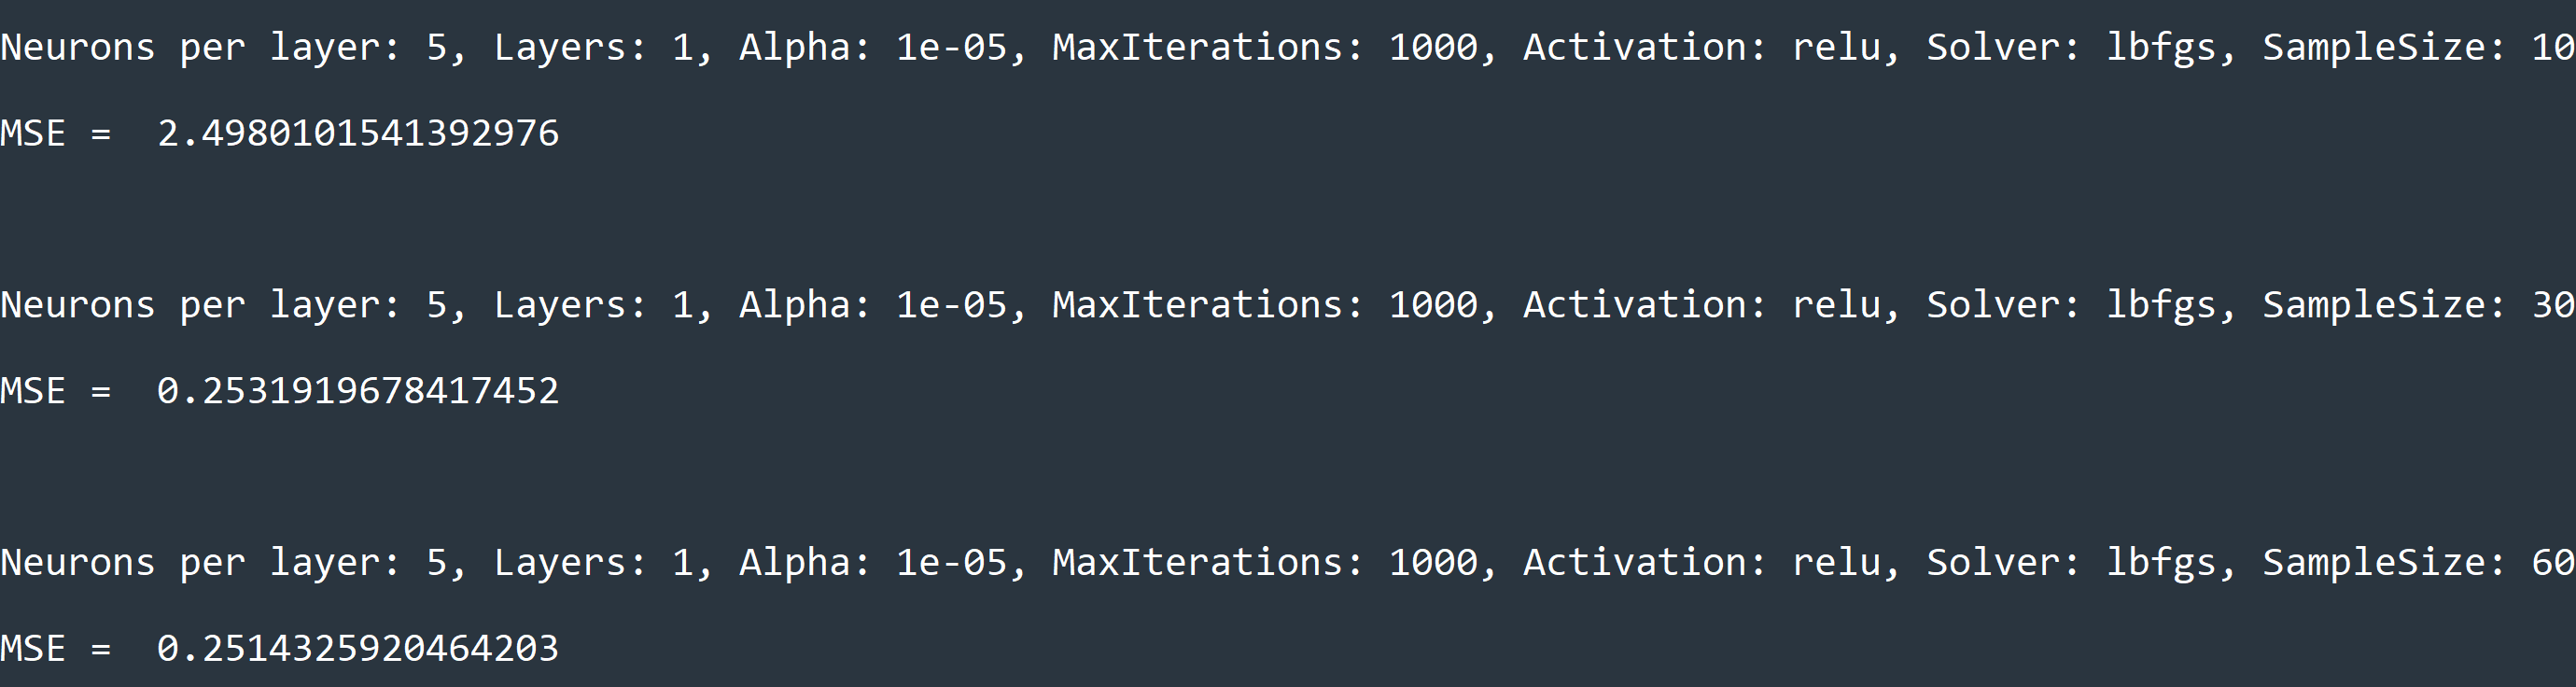 Neurons per layer: 5, Layers: 1, Alpha: 1e-05, MaxIterations: 1000, Activation: relu, Solver: lbfgs, SampleSize: 10
MSE =  2.4980101541392976
Neurons per layer: 5, Layers: 1, Alpha: 1e-05, MaxIterations: 1000, Activation: relu, Solver: lbfgs, SampleSize: 30
MSE =  0.2531919678417452
Neurons per layer: 5, Layers: 1, Alpha: 1e-05, MaxIterations: 1000, Activation: relu, Solver: lbfgs, SampleSize: 60
MSE =  0.2514325920464203